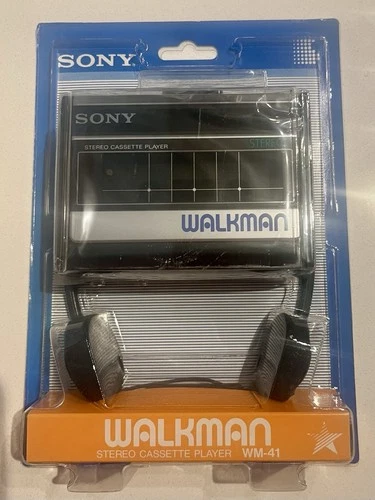 SONY
SONY
STEREO CASSETTE PLAYER STEREO
WALKMAN
WALKMAN
STEREO CASSETTE PLAYER WM-41